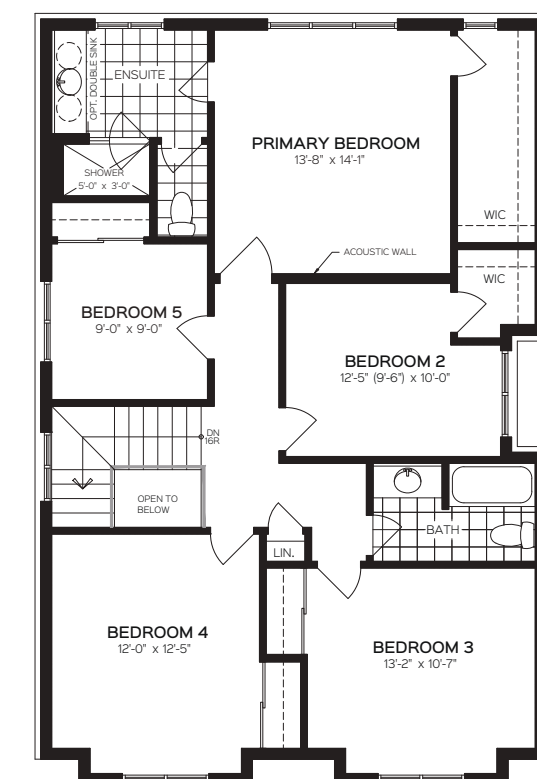 OPT. DOUBLE SINK
ENSUITE
PRIMARY BEDROOM
13'-8" x 14'-1"
SHOWER
5'-0" x 3'-0"
WIC
ACOUSTIC WALL
WIC
BEDROOM 5
9'-0" x 9'-0"
BEDROOM 2
12'-5" (9'-6") x 10'-0"
DN
16R
OPEN TO
BELOW
BATH
LIN.
BEDROOM 4
12'-0" x 12'-5"
BEDROOM 3
13'-2" x 10'-7"